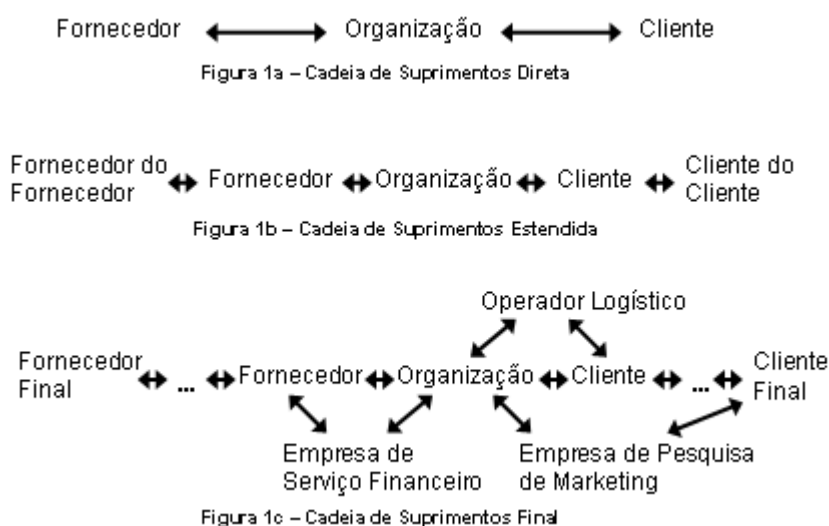 Fornecedor Organização Cliente
Figura 1a – Cadeia de Suprimentos Direta
Fornecedor do
Fornecedor
Fornecedor Organização Cliente
Cliente do
Cliente
Figura 1b – Cadeia de Suprimentos Estendida
Operador Logístico
Fornecedor
Final
... Fornecedor Organização Cliente ...
Cliente
Final
Empresa de
Serviço Financeiro
Empresa de Pesquisa
de Marketing
Figura 1c – Cadeia de Suprimentos Final